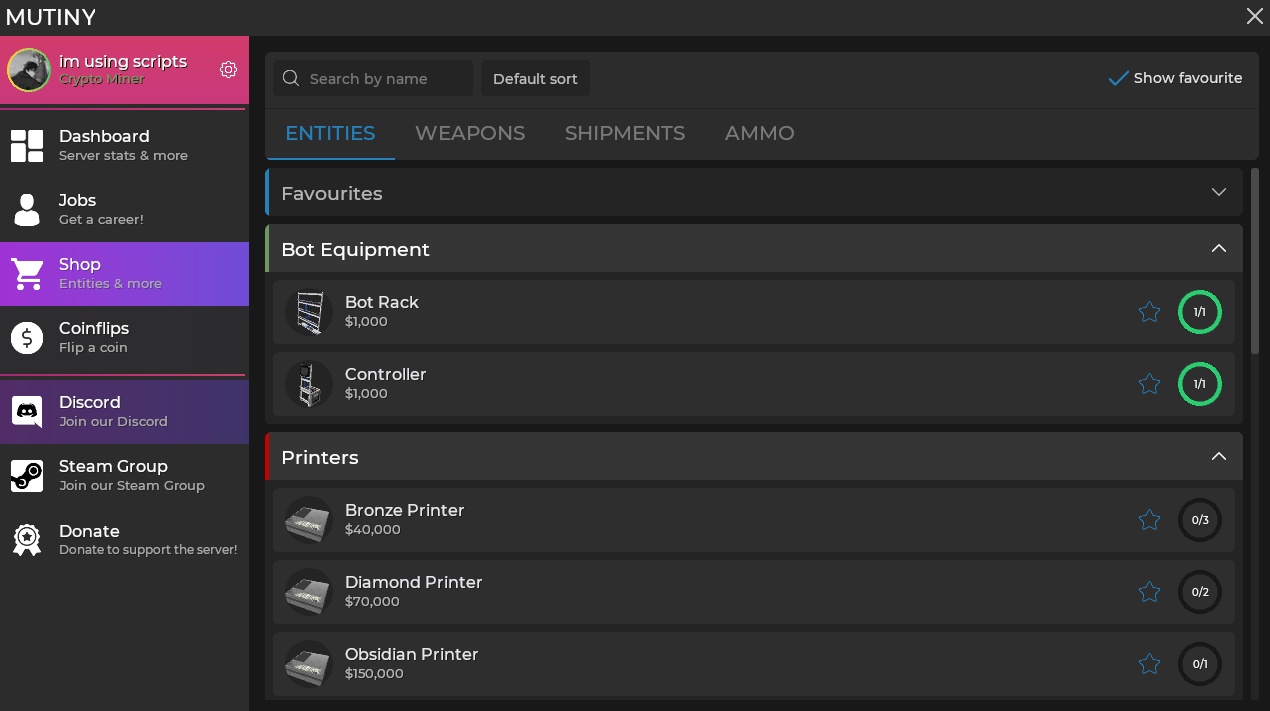 MUTINY
im using scripts
Crypto Miner
Dashboard
Server stats & more
Jobs
Get a career!
Shop
Entities & more
Coinflips
Flip a coin
Discord
Join our Discord
Steam Group
Join our Steam Group
Donate
Donate to support the server!
Search by name
Default sort
Show favourite
ENTITIES WEAPONS SHIPMENTS AMMO
Favourites
Bot Equipment
Bot Rack
$1,000
1/1
Controller
$1,000
1/1
Printers
Bronze Printer
$40,000
0/3
Diamond Printer
$70,000
0/2
Obsidian Printer
$150,000
0/1